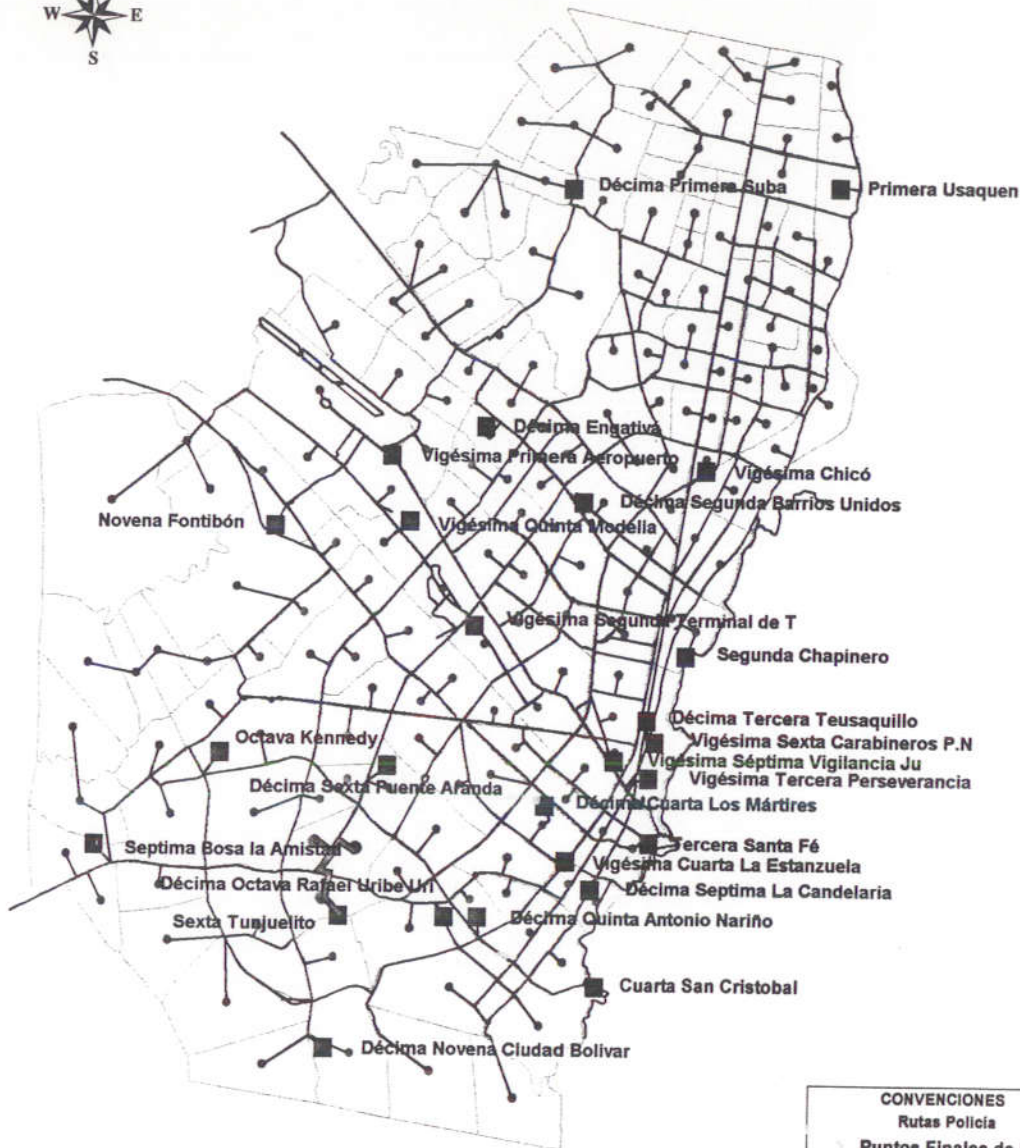 W E
S
Décima Primera Suba
Primera Usaquen
Décima Engativá
Vigésima Primera Aeropuerto
Vigésima Chicó
Décima Segunda Barrios Unidos
Novena Fontibón
Vigésima Quinta Modelia
Vigésima Segunda Terminal de T
Segunda Chapinero
Décima Tercera Teusaquillo
Octava Kennedy
Vigésima Sexta Carabineros P.N
Vigésima Séptima Vigilancia Ju
Vigésima Tercera Perseverancia
Décima Sexta Puente Aranda
Décima Cuarta Los Mártires
Septima Bosa la Amistad
Tercera Santa Fé
Vigésima Cuarta La Estanzuela
Décima Octava Rafael Uribe Uri
Décima Septima La Candelaria
Sexta Tunjuelito
Décima Quinta Antonio Nariño
Cuarta San Cristobal
Décima Novena Ciudad Bolivar
CONVENCIONES
Rutas Policía
Puntos Finales de